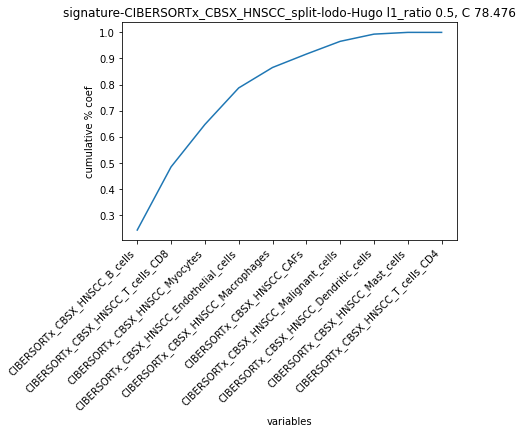 signature-CIBERSORTx_CBSX_HNSCC_split-lodo-Hugo l1_ratio 0.5, C 78.476
1.0
0.9
0.8
0.7
0.6
0.5
0.4
0.3
cumulative % coef
CIBERSORTx_CBSX_HNSCC_B_cells
CIBERSORTx_CBSX_HNSCC_T_cells_CD8
CIBERSORTx_CBSX_HNSCC_Myocytes
CIBERSORTx_CBSX_HNSCC_Endothelial_cells
CIBERSORTx_CBSX_HNSCC_Macrophages
CIBERSORTx_CBSX_HNSCC_CAFs
CIBERSORTx_CBSX_HNSCC_Malignant_cells
CIBERSORTx_CBSX_HNSCC_Dendritic_cells
CIBERSORTx_CBSX_HNSCC_Mast_cells
CIBERSORTx_CBSX_HNSCC_T_cells_CD4
variables